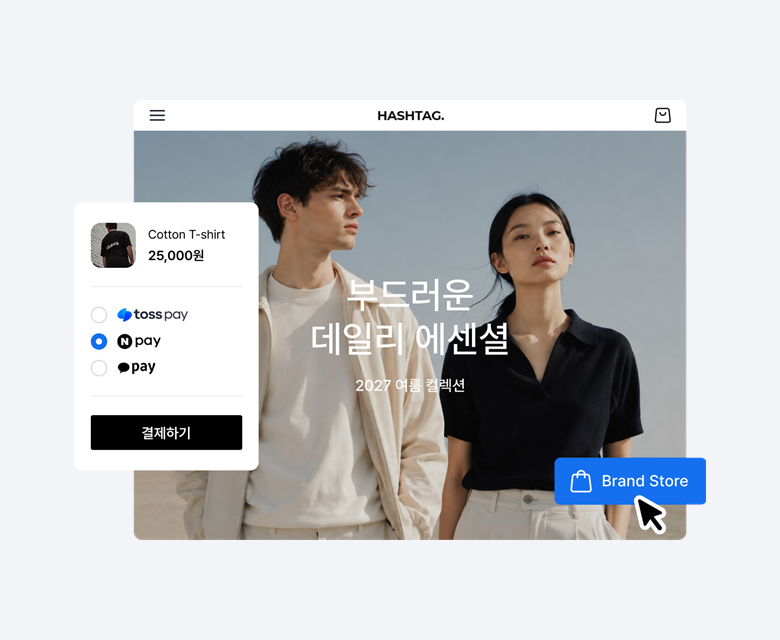 HASHTAG.
Cotton T-shirt
25,000원
toss pay
N pay
pay
결제하기
부드러운
데일리 에센셜
2027 여름 컬렉션
Brand Store